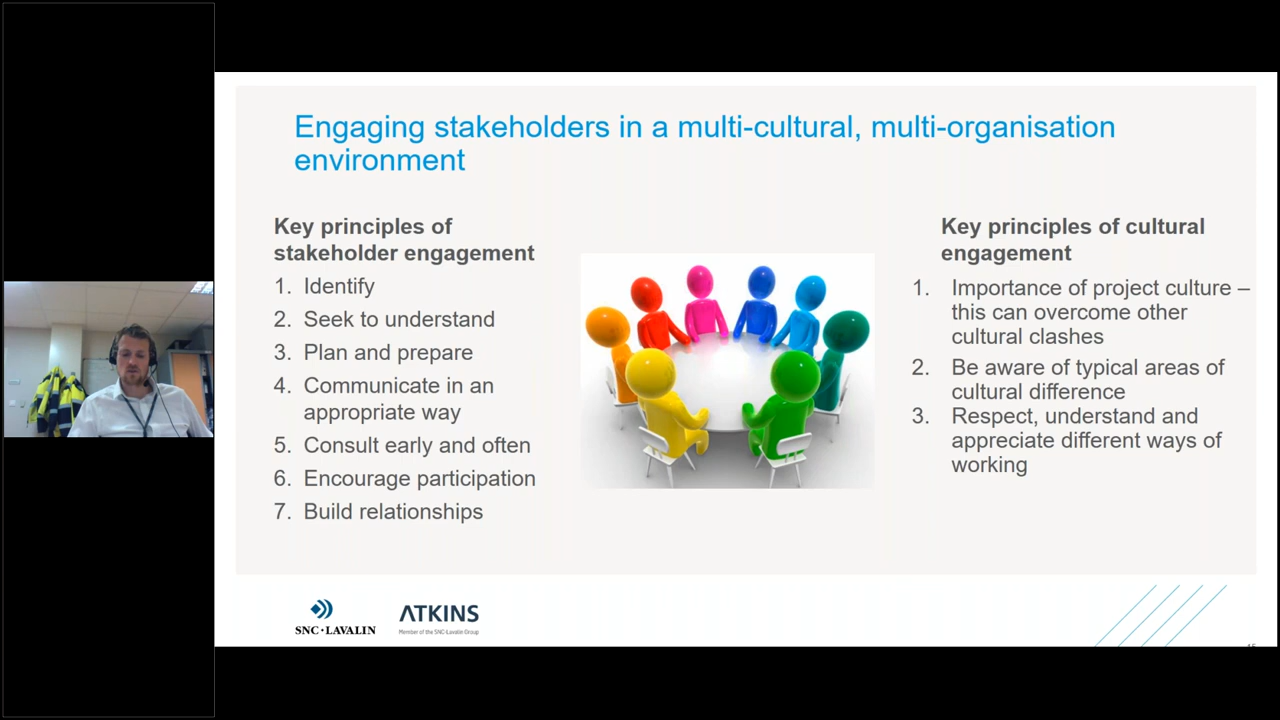 Engaging stakeholders in a multi-cultural, multi-organisation
environment
Key principles of
stakeholder engagement
1. Identify
2. Seek to understand
3. Plan and prepare
4. Communicate in an
appropriate way
5. Consult early and often
6. Encourage participation
7. Build relationships
Key principles of cultural
engagement
1. Importance of project culture –
this can overcome other
cultural clashes
2. Be aware of typical areas of
cultural difference
3. Respect, understand and
appreciate different ways of
working
SNC·LAVALIN
ATKINS
Member of the SNC-Lavalin Group